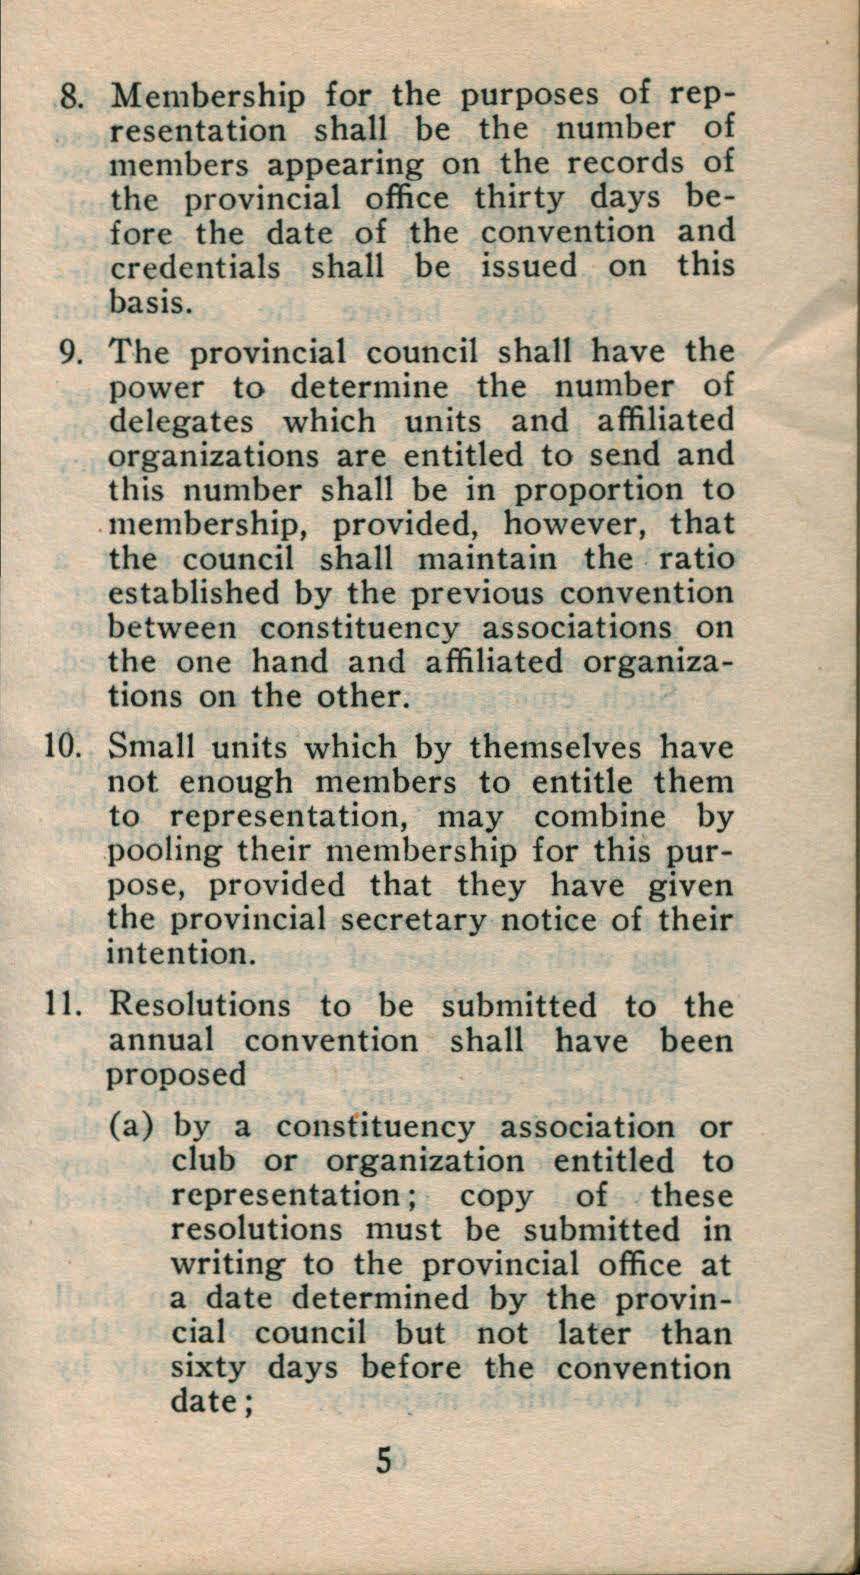 8. Membership for the purposes of rep-
resentation shall be the number of
members appearing on the records of
the provincial office thirty days be-
fore the date of the convention and
credentials shall be issued on this
basis.
9. The provincial council shall have the
power to determine the number of
delegates which units and affiliated
organizations are entitled to send and
this number shall be in proportion to
membership, provided, however, that
the council shall maintain the ratio
established by the previous convention
between constituency associations on
the one hand and affiliated organiza-
tions on the other.
10. Small units which by themselves have
not enough members to entitle them
to representation, may combine by
pooling their membership for this pur-
pose, provided that they have given
the provincial secretary notice of their
intention.
11. Resolutions to be submitted to the
annual convention shall have been
proposed
(a) by a constituency association or
club or organization entitled to
representation; copy of these
resolutions must be submitted in
writing to the provincial office at
a date determined by the provin-
cial council but not later than
sixty days before the convention
date;
5